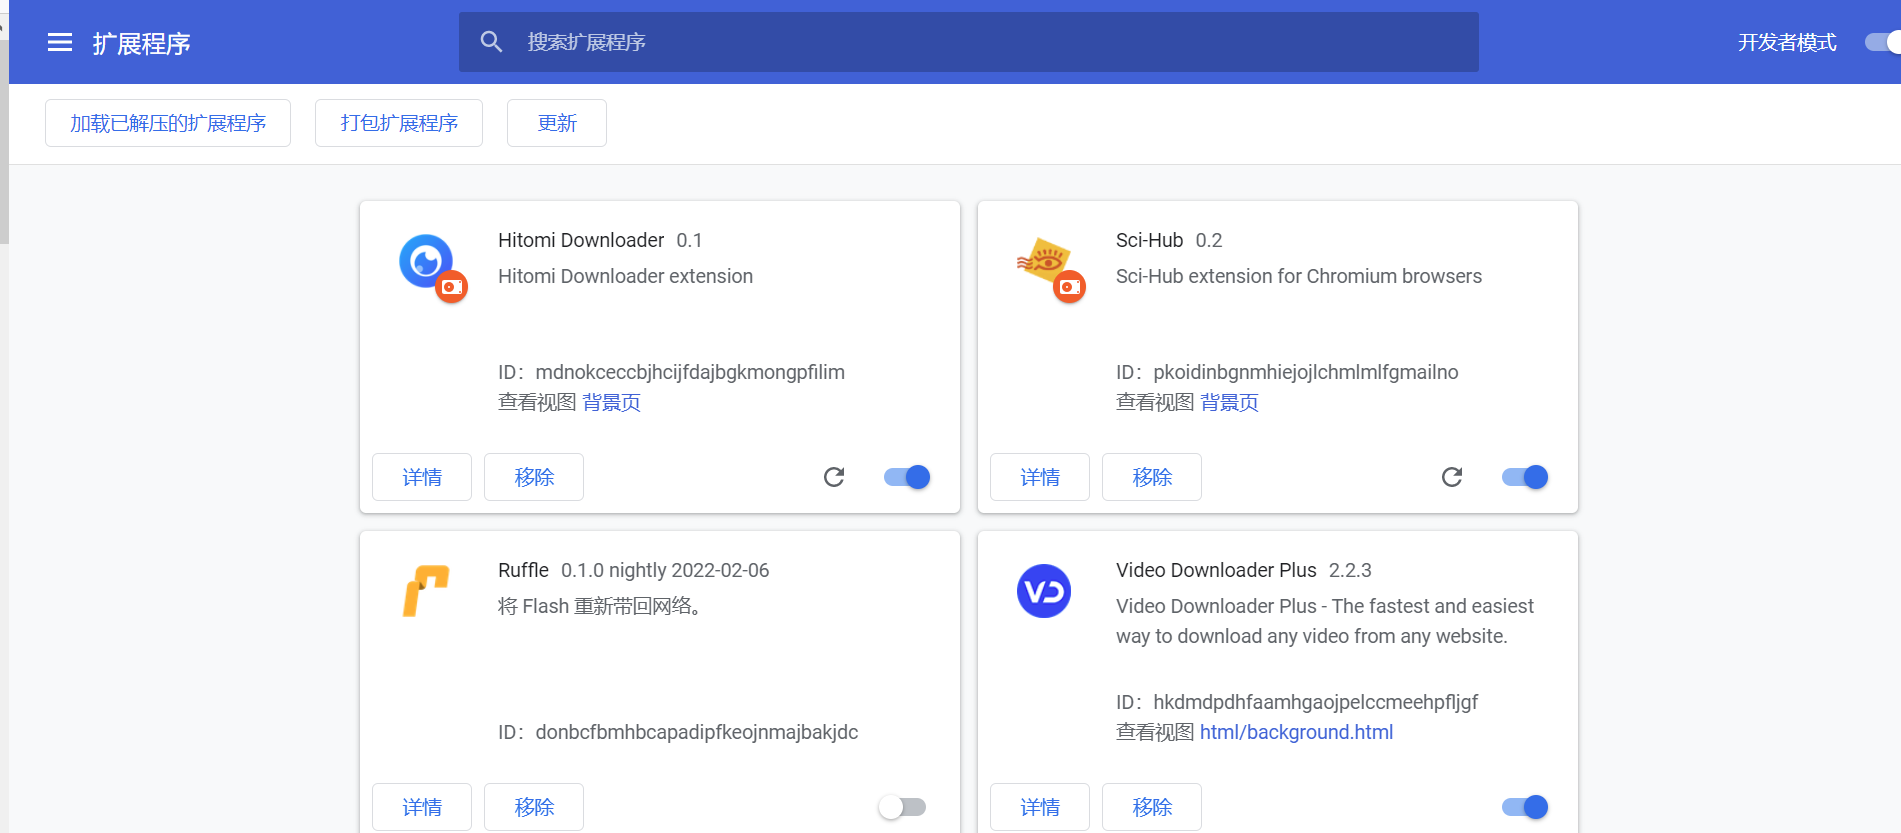 扩展程序
搜索扩展程序
开发者模式
加载已解压的扩展程序
打包扩展程序
更新
Hitomi Downloader 0.1
Hitomi Downloader extension
ID：mdnokceccbjhcijfdajbgkmongpfilim
查看视图 背景页
详情
移除
Sci-Hub 0.2
Sci-Hub extension for Chromium browsers
ID：pkoidinbgnmhiejojlchmlmlfgmailno
查看视图 背景页
详情
移除
Ruffle 0.1.0 nightly 2022-02-06
将 Flash 重新带回网络。
ID：donbcfbmhbcapadipfkeojnmajbakjdc
详情
移除
VD
Video Downloader Plus 2.2.3
Video Downloader Plus - The fastest and easiest
way to download any video from any website.
ID：hkdmdpdhfaamhgaojpelccmeehpfljgf
查看视图 html/background.html
详情
移除